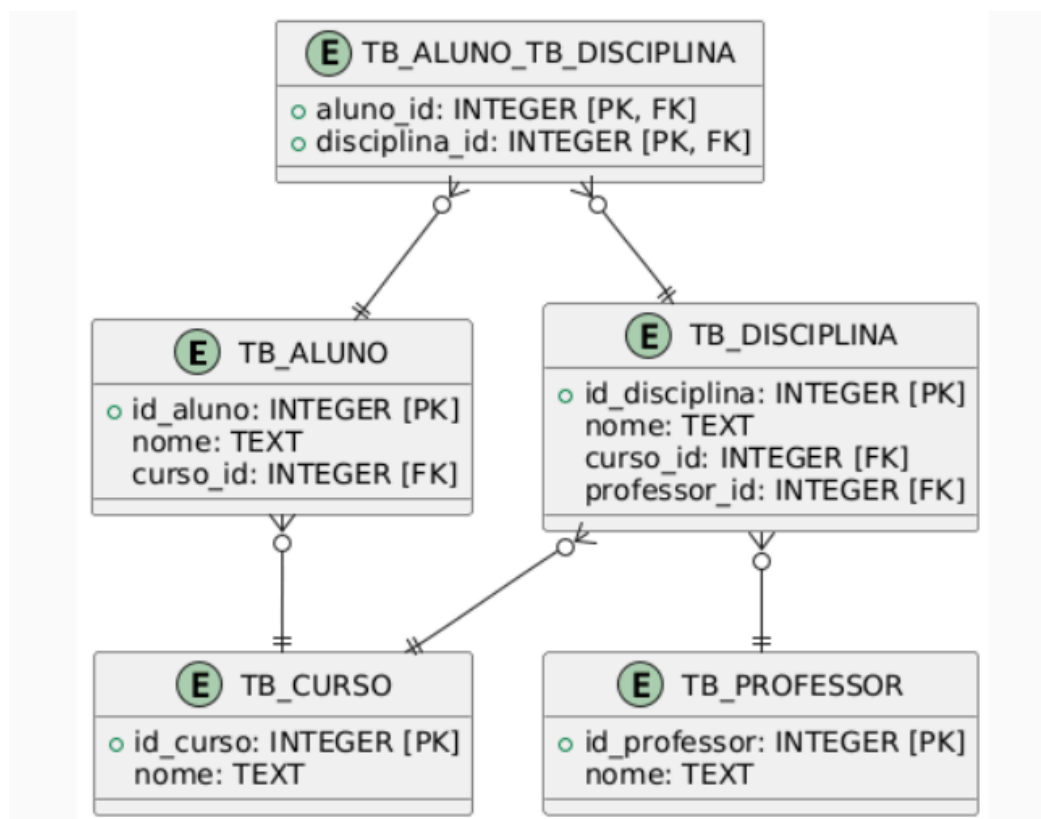 E TB_ALUNO_TB_DISCIPLINA
aluno_id: INTEGER [PK, FK]
disciplina_id: INTEGER [PK, FK]
E TB_ALUNO
id_aluno: INTEGER [PK]
nome: TEXT
curso_id: INTEGER [FK]
E TB_DISCIPLINA
id_disciplina: INTEGER [PK]
nome: TEXT
curso_id: INTEGER [FK]
professor_id: INTEGER [FK]
E TB_CURSO
id_curso: INTEGER [PK]
nome: TEXT
E TB_PROFESSOR
id_professor: INTEGER [PK]
nome: TEXT